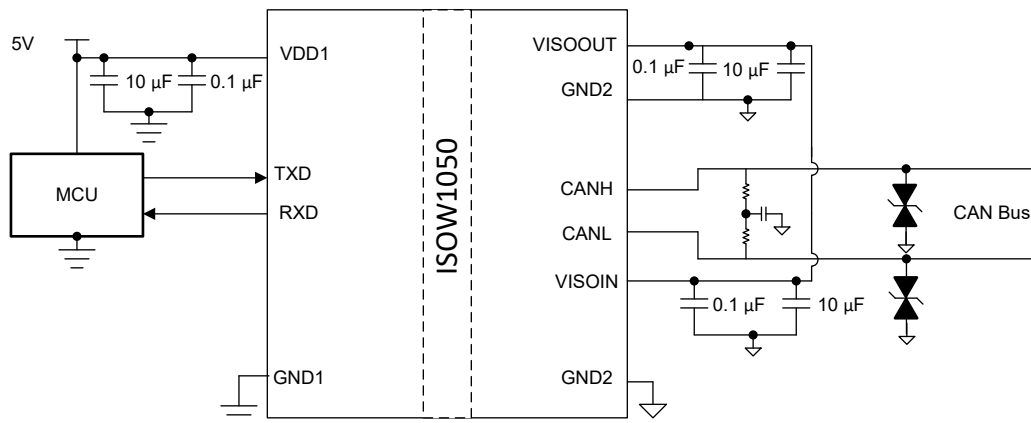 5V
VDD1
10 µF
0.1 µF
MCU
TXD
RXD
GND1
ISOW1050
VISOOUT
0.1 µF
10 µF
GND2
CANH
CANL
CAN Bus
VISOIN
0.1 µF
10 µF
GND2